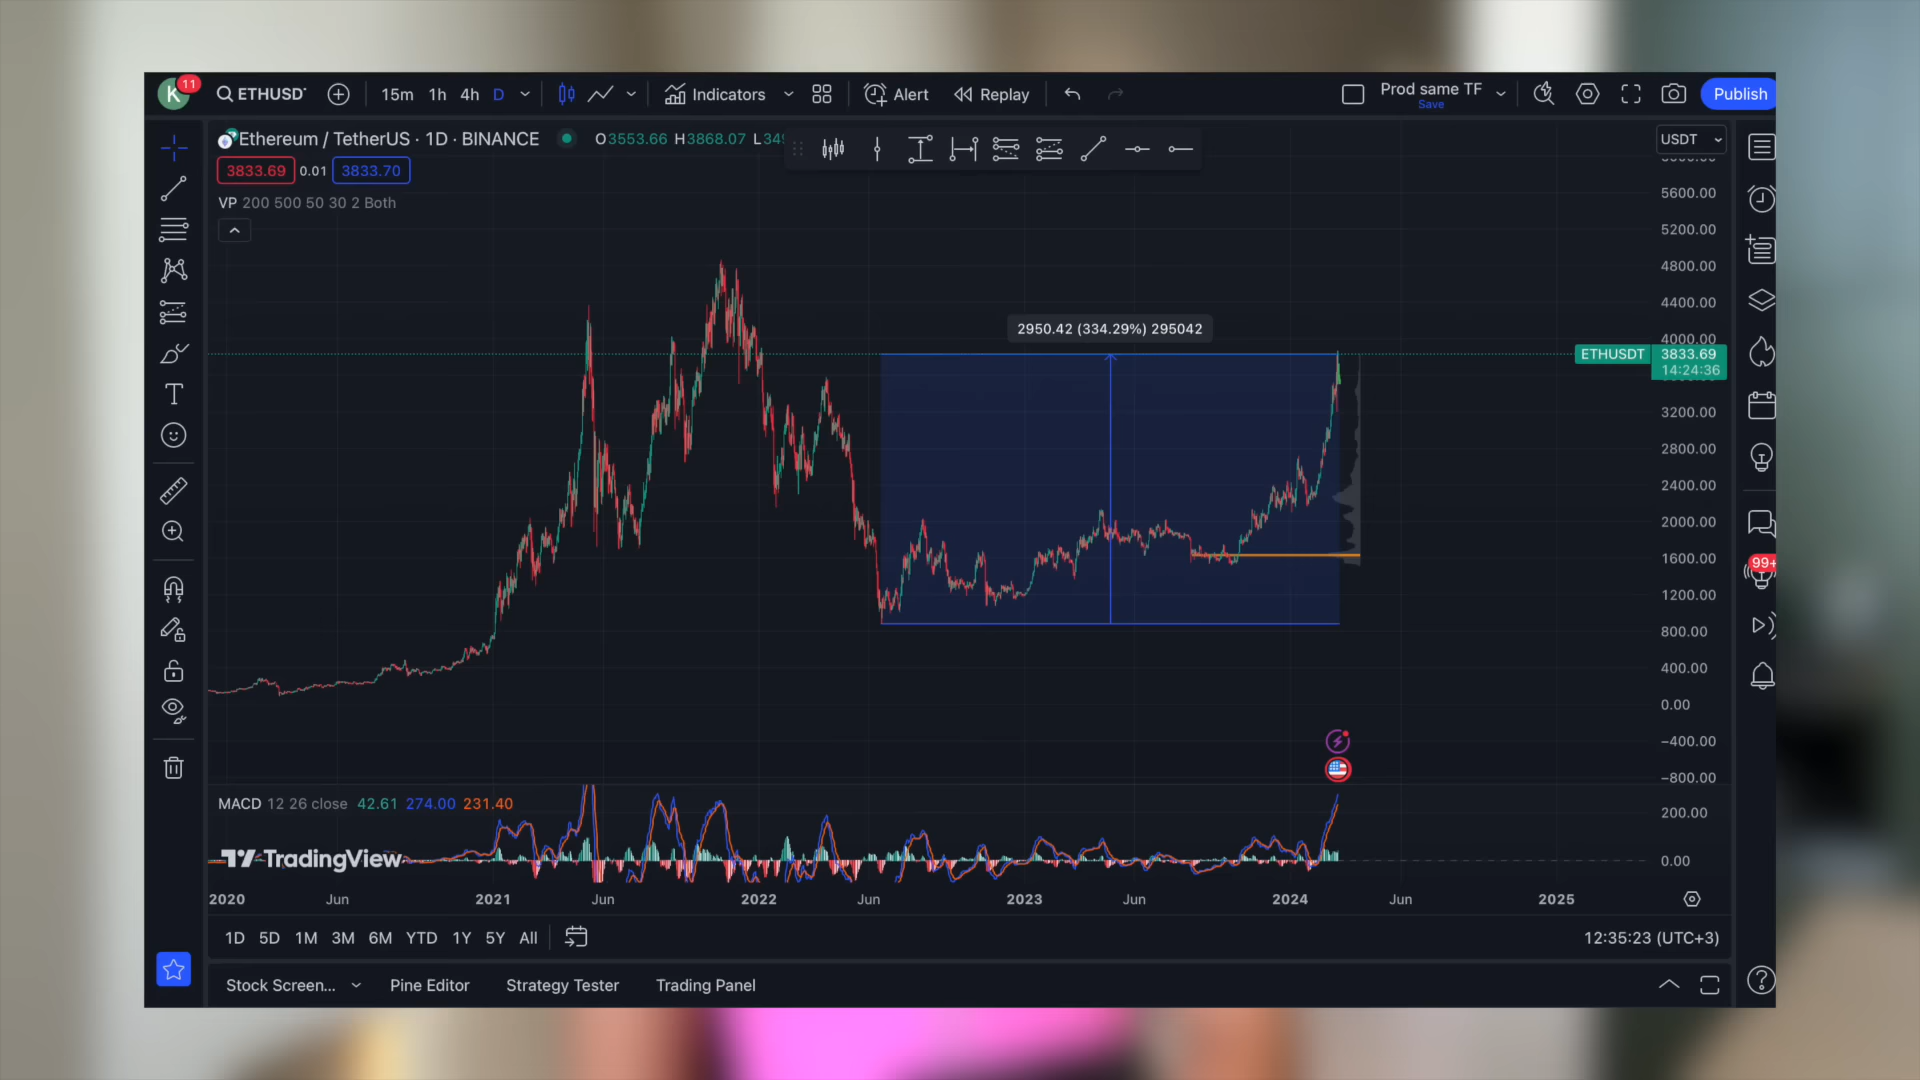 K 11 ETHUSDT 15m 1h 4h D Indicators Alert Replay Prod same TF Save Publish
Ethereum / TetherUS · 1D · BINANCE O3553.66 H3868.07 L349
USDT
3833.69 0.01 3833.70
VP 200 500 50 30 2 Both
5600.00
5200.00
4800.00
4400.00
2950.42 (334.29%) 295042
4000.00
ETHUSDT 3833.69
14:24:36
3200.00
2800.00
2400.00
2000.00
1600.00
99+
1200.00
800.00
400.00
0.00
−400.00
−800.00
MACD 12 26 close 42.61 274.00 231.40
200.00
TradingView
0.00
2020 Jun 2021 Jun 2022 Jun 2023 Jun 2024 Jun 2025
1D 5D 1M 3M 6M YTD 1Y 5Y All
12:35:23 (UTC+3)
Stock Screen... Pine Editor Strategy Tester Trading Panel